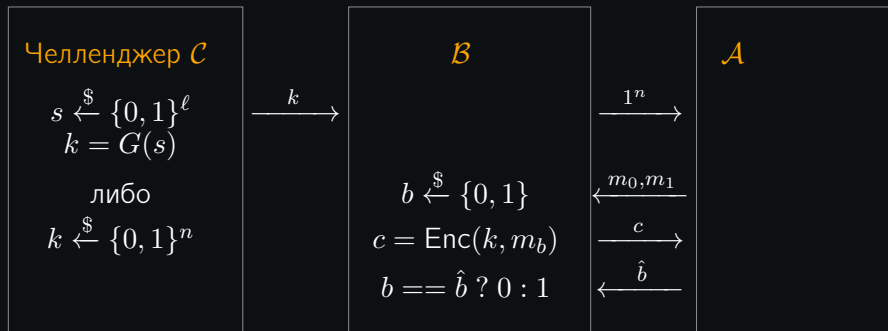 Челленджер 𝒞 ℬ 𝒜
s ←$ {0, 1}^ℓ k 1^n
k = G(s)
либо b ←$ {0, 1} m_0,m_1
k ←$ {0, 1}^n c = Enc(k, m_b) c
b == b̂ ? 0 : 1 b̂